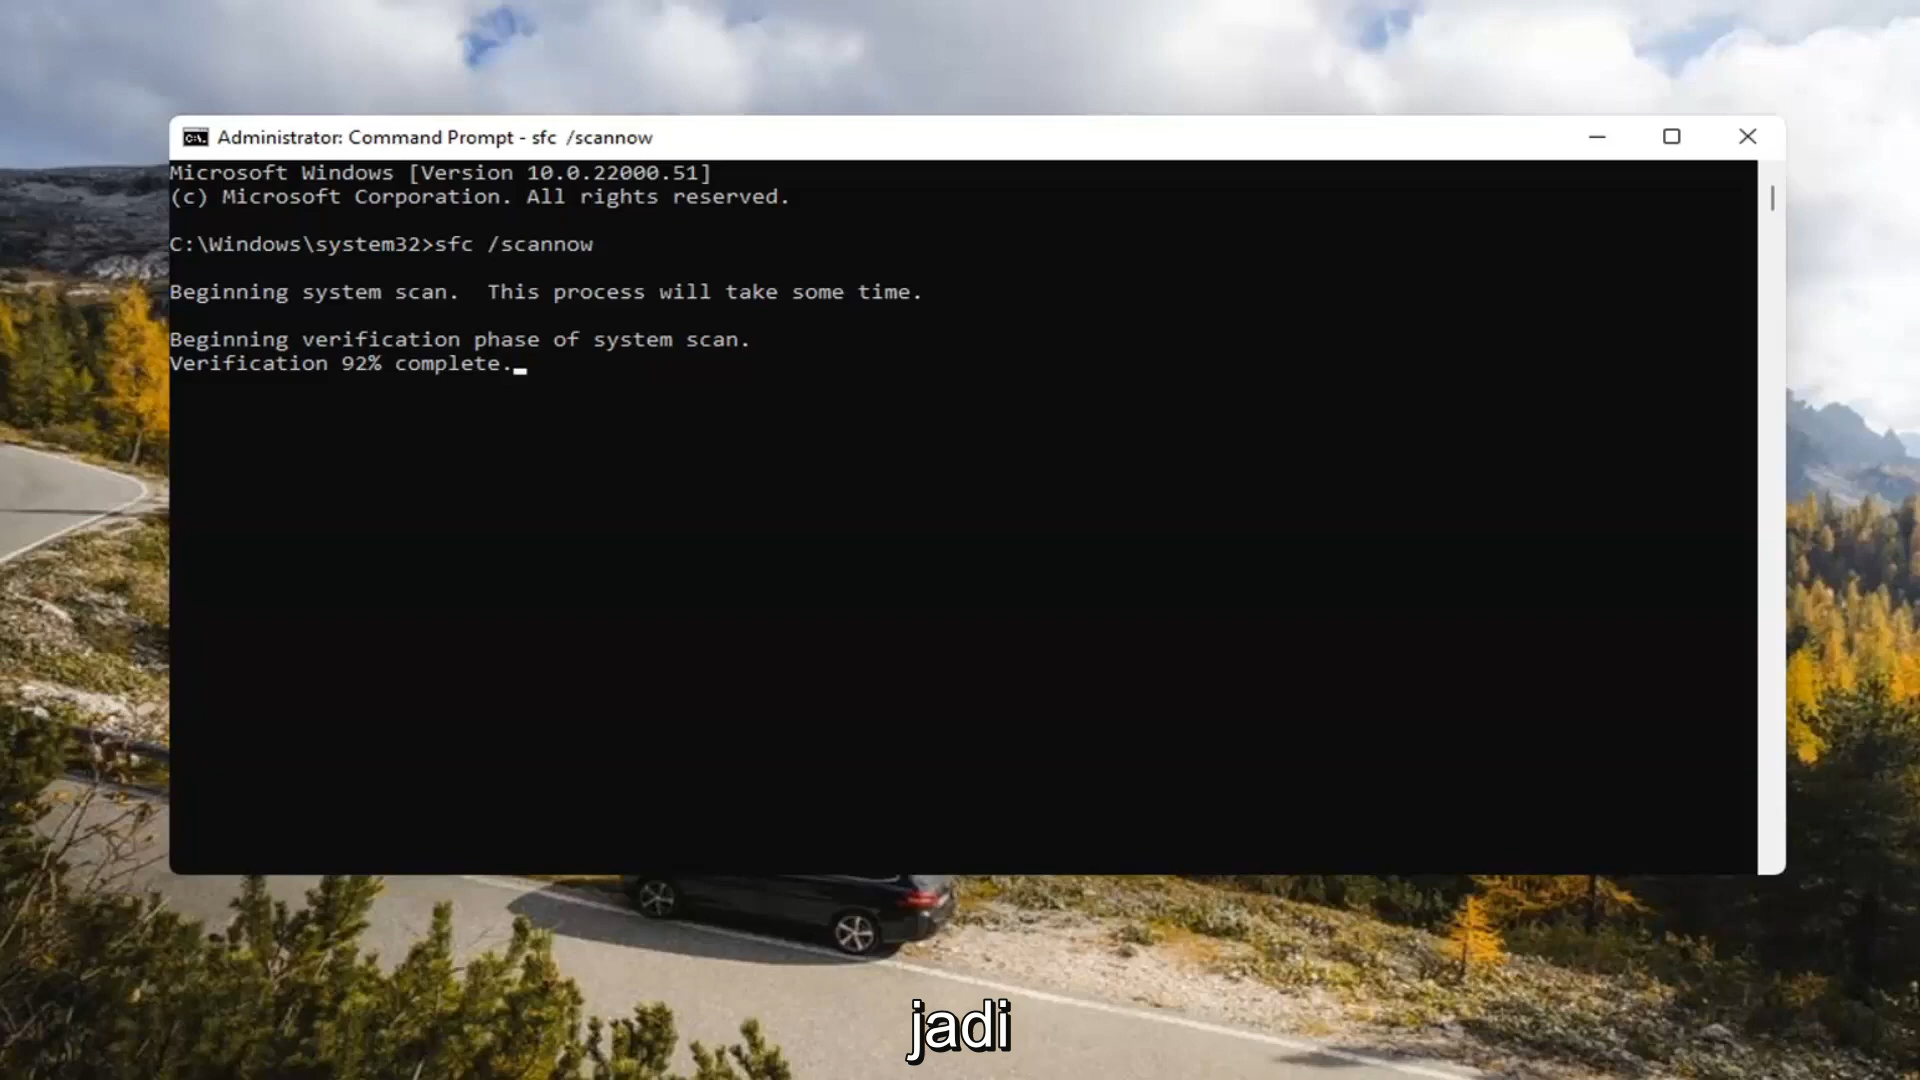 Administrator: Command Prompt - sfc  /scannow
Microsoft Windows [Version 10.0.22000.51]
(c) Microsoft Corporation. All rights reserved.
C:\Windows\system32>sfc /scannow
Beginning system scan.  This process will take some time.
Beginning verification phase of system scan.
Verification 92% complete.
jadi